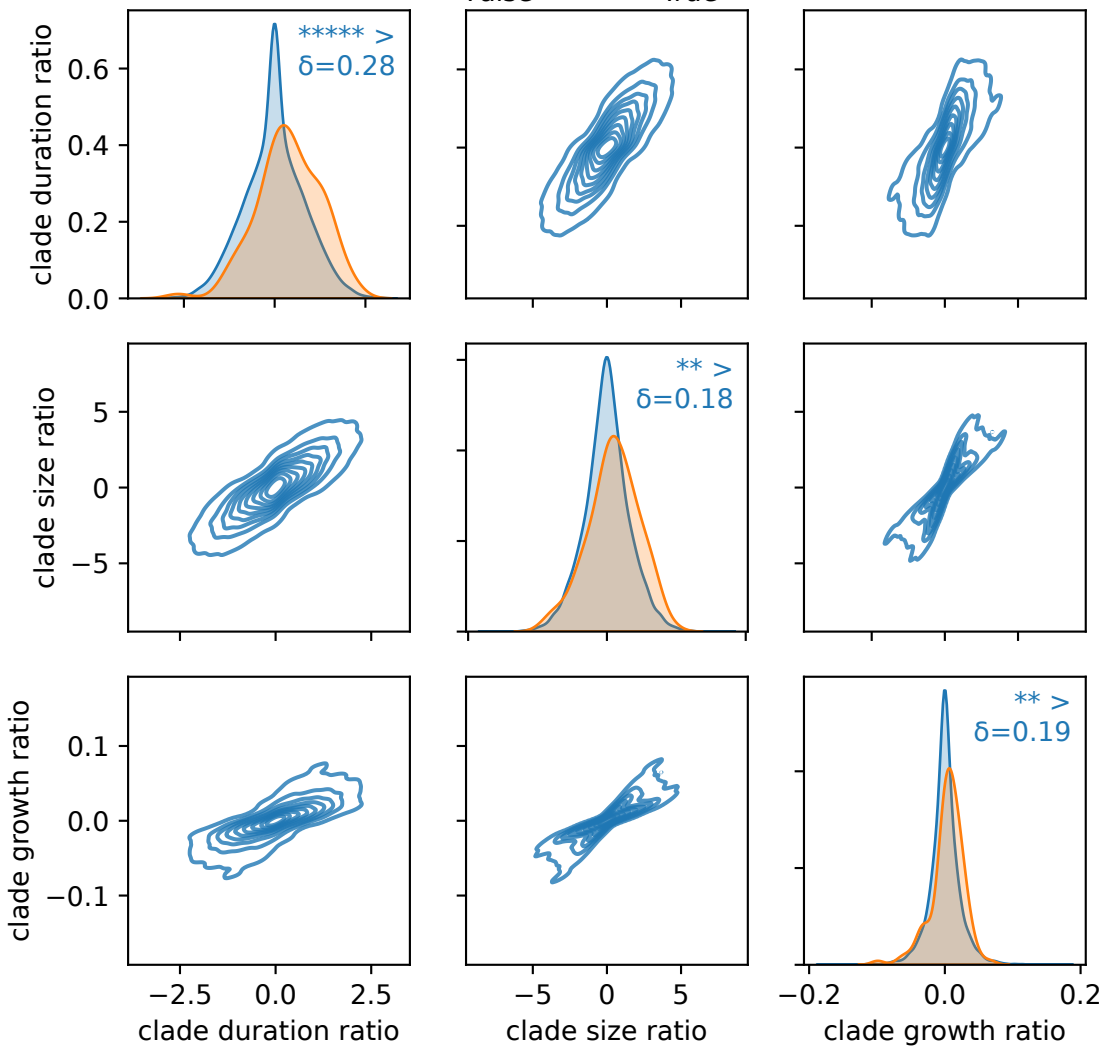 ***** >
δ=0.28
clade duration ratio
0.6
0.4
0.2
0.0
** >
δ=0.18
clade size ratio
5
0
−5
** >
δ=0.19
clade growth ratio
0.1
0.0
−0.1
−2.5 0.0 2.5
−5 0 5
−0.2 0.0 0.2
clade duration ratio
clade size ratio
clade growth ratio